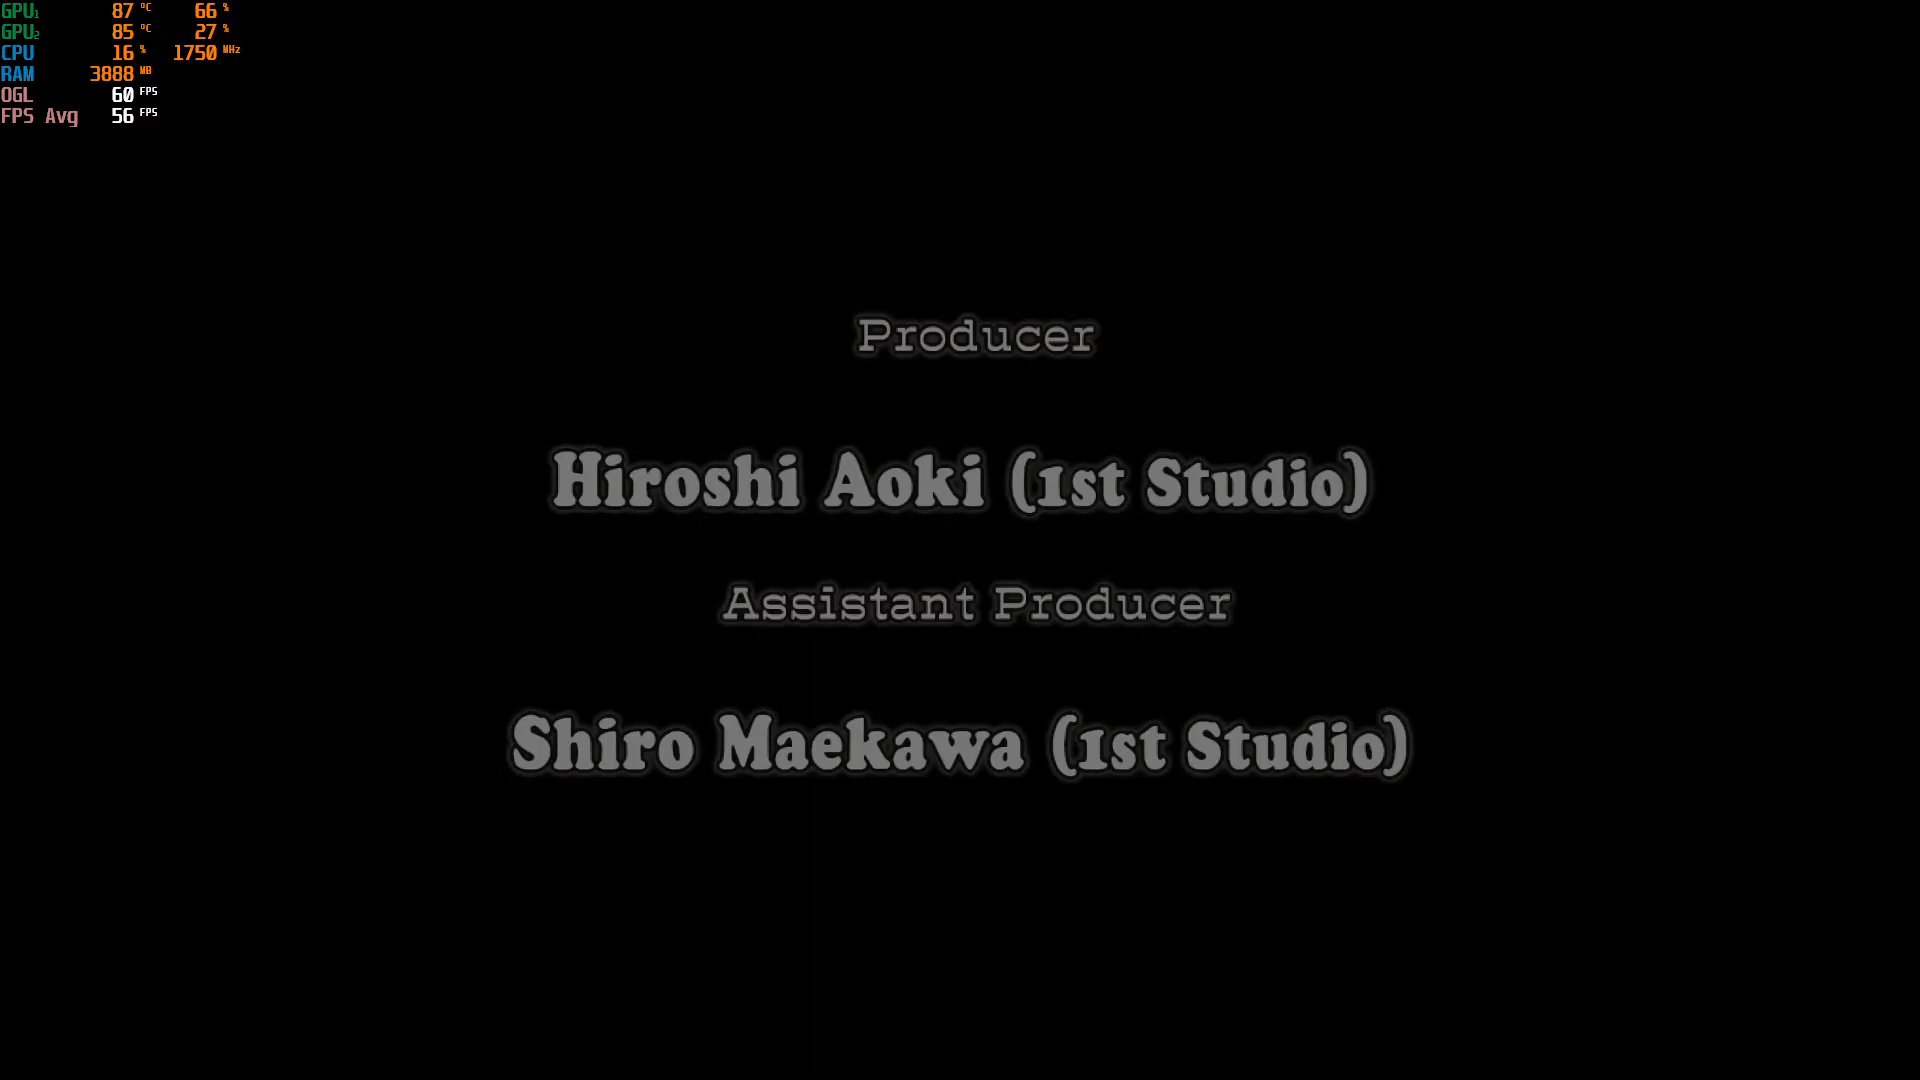 GPU1 87 °C 66 %
GPU2 85 °C 27 %
CPU 16 % 1750 MHz
RAM 3888 MB
OGL 60 FPS
FPS Avg 56 FPS
Producer
Hiroshi Aoki (1st Studio)
Assistant Producer
Shiro Maekawa (1st Studio)